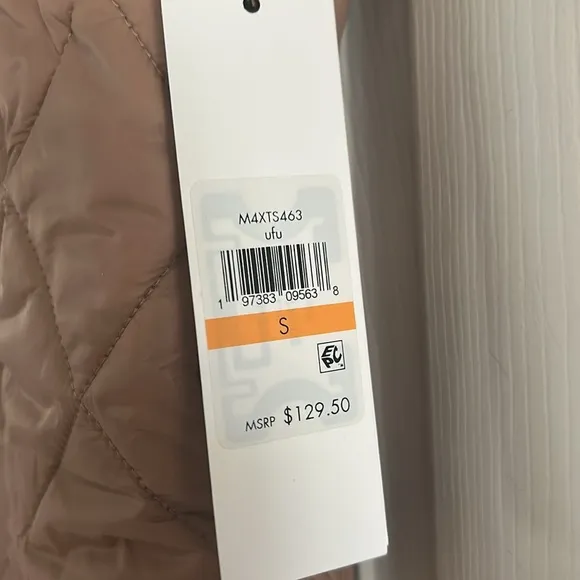 M4XTS463
ufu
1 97383 09563 8
S
EPC
MSRP $129.50